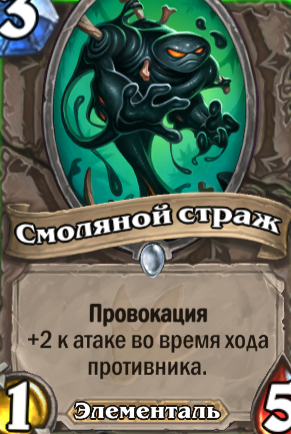 3
Смоляной страж
Провокация
+2 к атаке во время хода
противника.
1
Элементаль
5